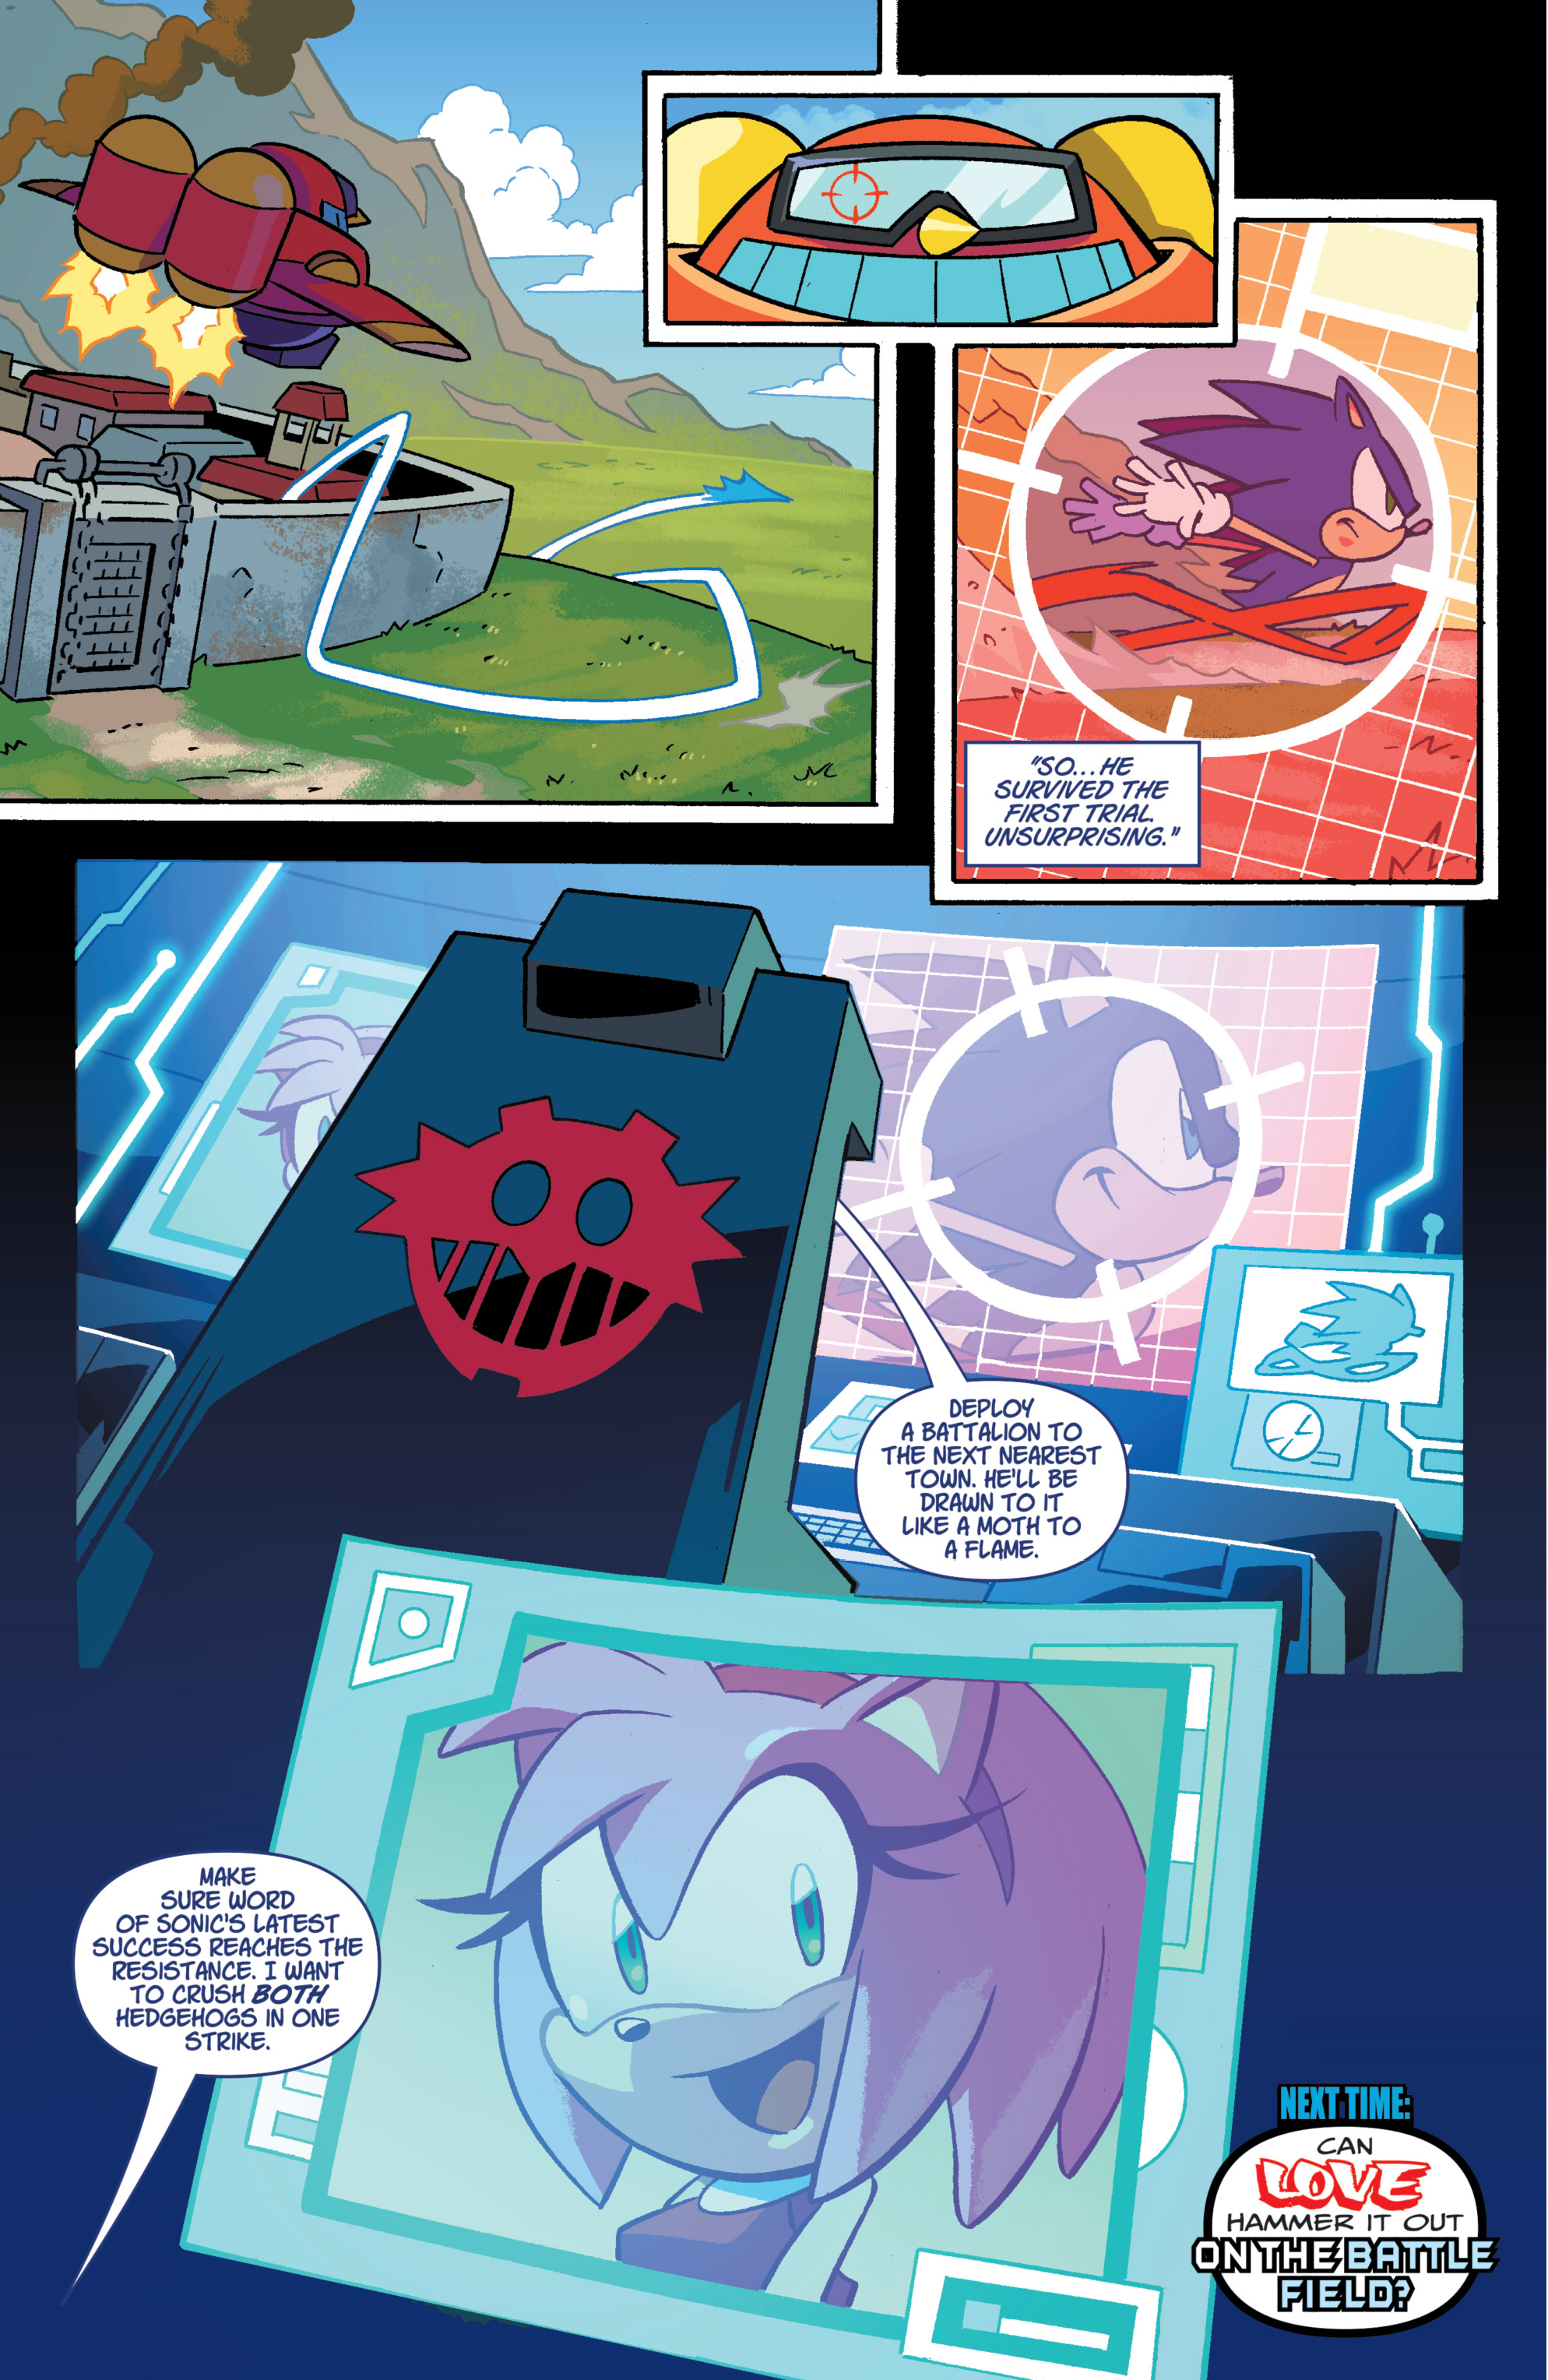 "SO...HE
SURVIVED THE
FIRST TRIAL.
UNSURPRISING."
DEPLOY
A BATTALION TO
THE NEXT NEAREST
TOWN. HE'LL BE
DRAWN TO IT
LIKE A MOTH TO
A FLAME.
MAKE
SURE WORD
OF SONIC'S LATEST
SUCCESS REACHES THE
RESISTANCE. I WANT
TO CRUSH BOTH
HEDGEHOGS IN ONE
STRIKE.
NEXT TIME:
CAN
LOVE
HAMMER IT OUT
ON THE BATTLE
FIELD?